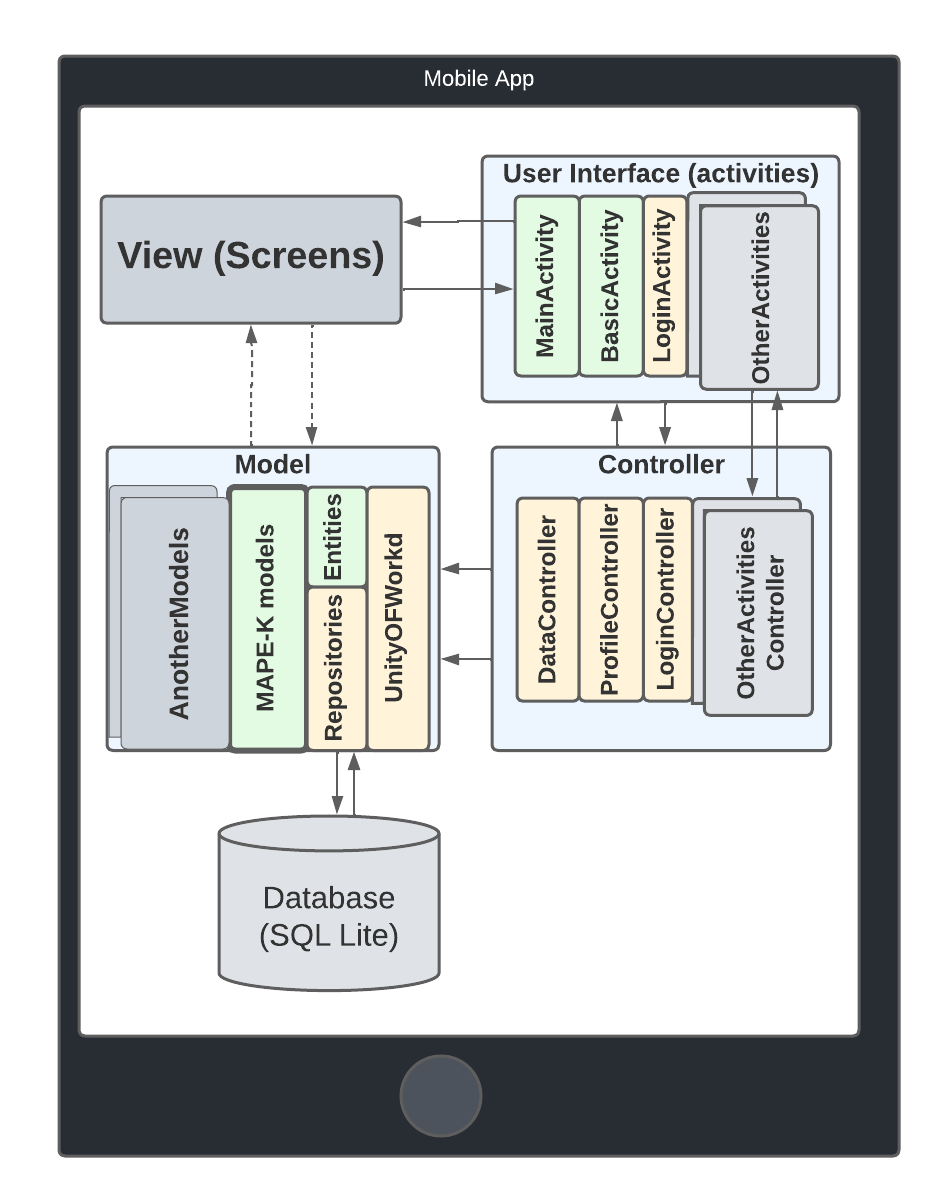 Mobile App
User Interface (activities)
View (Screens)
MainActivity
BasicActivity
LoginActivity
OtherActivities
Model
AnotherModels
MAPE-K models
Entities
Repositories
UnityOFWorkd
Controller
DataController
ProfileController
LoginController
OtherActivities
Controller
Database
(SQL Lite)